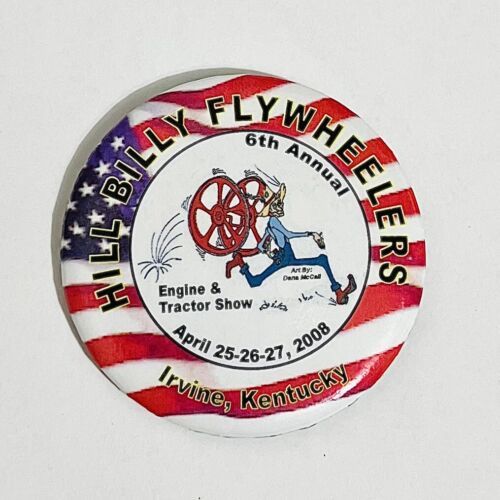 HILL BILLY FLYWHEELERS
6th Annual
Art By:
Dana McCall
Engine &
Tractor Show
April 25-26-27, 2008
Irvine, Kentucky